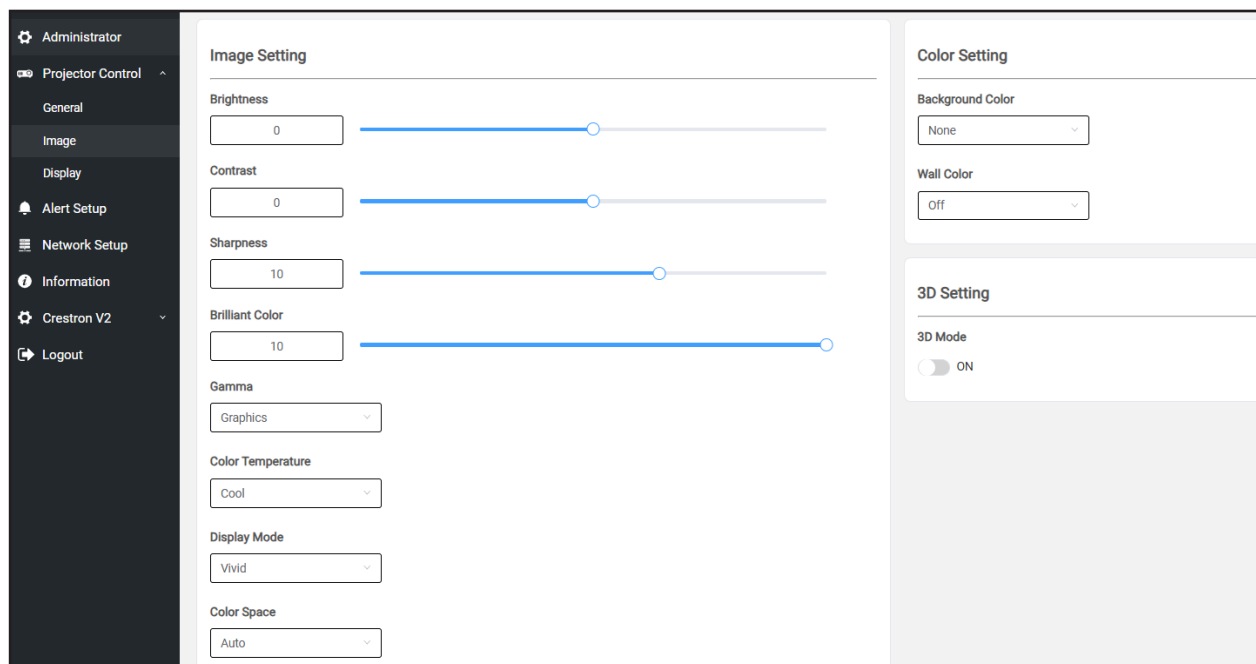 Administrator
Projector Control
General
Image
Display
Alert Setup
Network Setup
Information
Crestron V2
Logout
Image Setting
Brightness
0
Contrast
0
Sharpness
10
Brilliant Color
10
Gamma
Graphics
Color Temperature
Cool
Display Mode
Vivid
Color Space
Auto
Color Setting
Background Color
None
Wall Color
Off
3D Setting
3D Mode
ON